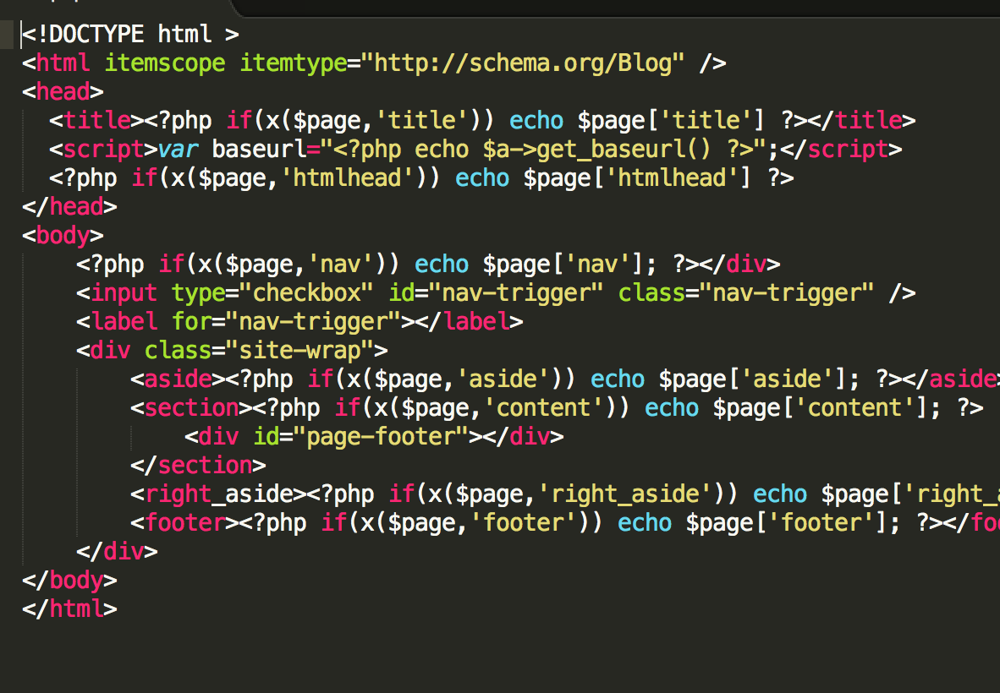 <!DOCTYPE html >
<html itemscope itemtype="http://schema.org/Blog" />
<head>
  <title><?php if(x($page,'title')) echo $page['title'] ?></title>
  <script>var baseurl="<?php echo $a->get_baseurl() ?>";</script>
  <?php if(x($page,'htmlhead')) echo $page['htmlhead'] ?>
</head>
<body>
    <?php if(x($page,'nav')) echo $page['nav']; ?></div>
    <input type="checkbox" id="nav-trigger" class="nav-trigger" />
    <label for="nav-trigger"></label>
    <div class="site-wrap">
        <aside><?php if(x($page,'aside')) echo $page['aside']; ?></aside>
        <section><?php if(x($page,'content')) echo $page['content']; ?>
            <div id="page-footer"></div>
        </section>
        <right_aside><?php if(x($page,'right_aside')) echo $page['right_
        <footer><?php if(x($page,'footer')) echo $page['footer']; ?></foo
    </div>
</body>
</html>